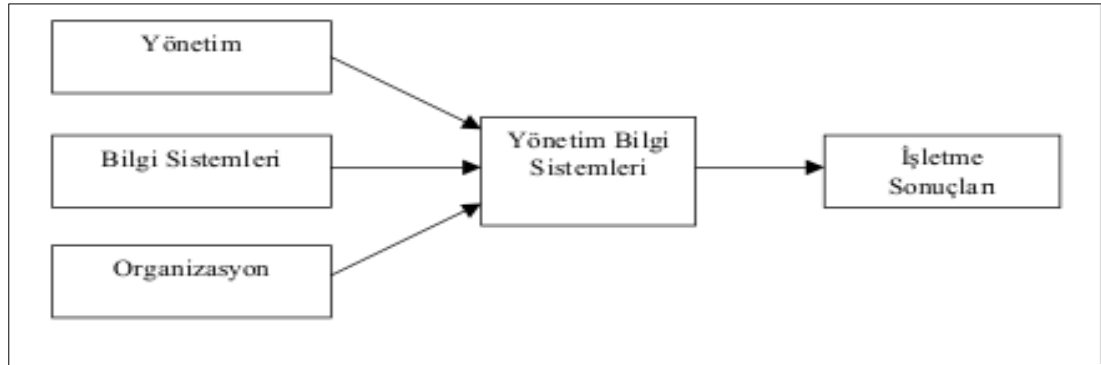 Yönetim
Bilgi Sistemleri
Organizasyon
Yönetim Bilgi
Sistemleri
İşletme
Sonuçları